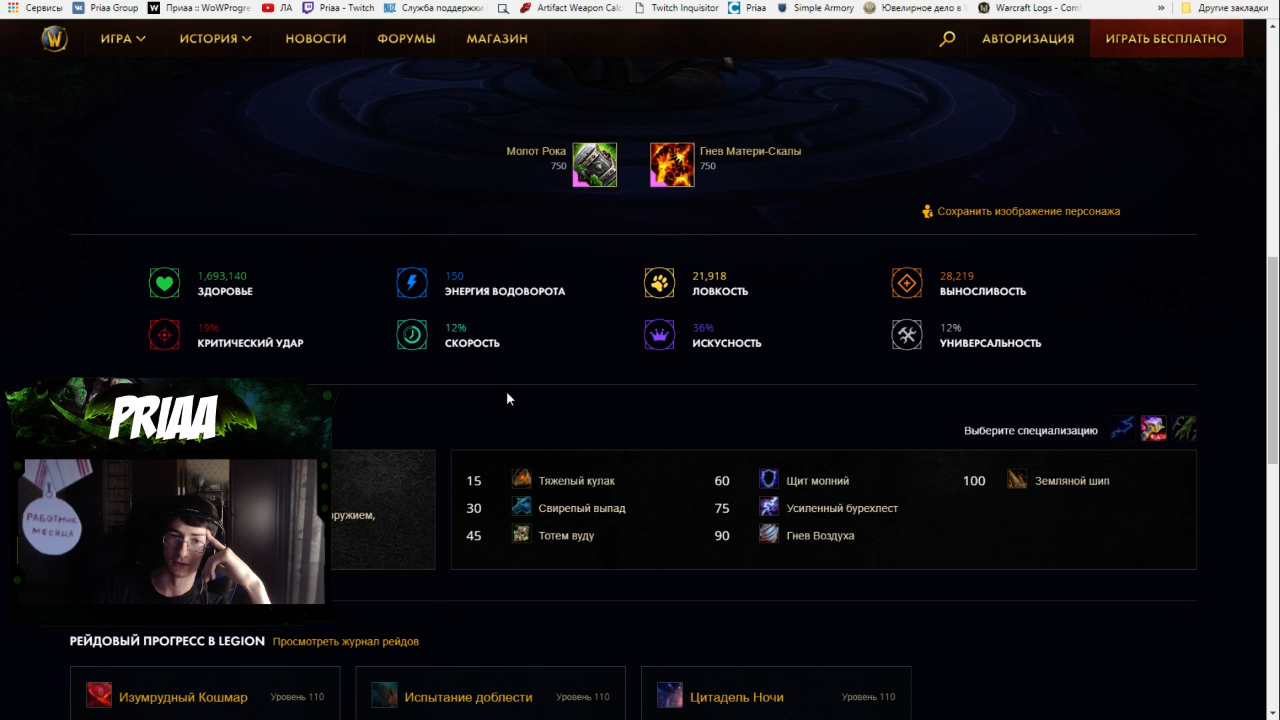 Сервисы Priaa Group Приаа :: WoWProgre ЛА Priaa - Twitch Служба поддержки Artifact Weapon Calc Twitch Inquisitor Priaa Simple Armory Ювелирное дело в Warcraft Logs - Coml » Другие закладки
ИГРА ИСТОРИЯ НОВОСТИ ФОРУМЫ МАГАЗИН АВТОРИЗАЦИЯ ИГРАТЬ БЕСПЛАТНО
Молот Рока Гнев Матери-Скалы
750 750
Сохранить изображение персонажа
1,693,140 150 21,918 28,219
ЗДОРОВЬЕ ЭНЕРГИЯ ВОДОВОРОТА ЛОВКОСТЬ ВЫНОСЛИВОСТЬ
19% 12% 36% 12%
КРИТИЧЕСКИЙ УДАР СКОРОСТЬ ИСКУСНОСТЬ УНИВЕРСАЛЬНОСТЬ
PRIAA
Выберите специализацию
15 Тяжелый кулак 60 Щит молний 100 Земляной шип
30 Свирепый выпад 75 Усиленный бурехлест
45 Тотем вуду 90 Гнев Воздуха
оружием,
РАБОТНИК
МЕСЯЦА
РЕЙДОВЫЙ ПРОГРЕСС В LEGION Просмотреть журнал рейдов
Изумрудный Кошмар Уровень 110 Испытание доблести Уровень 110 Цитадель Ночи Уровень 110